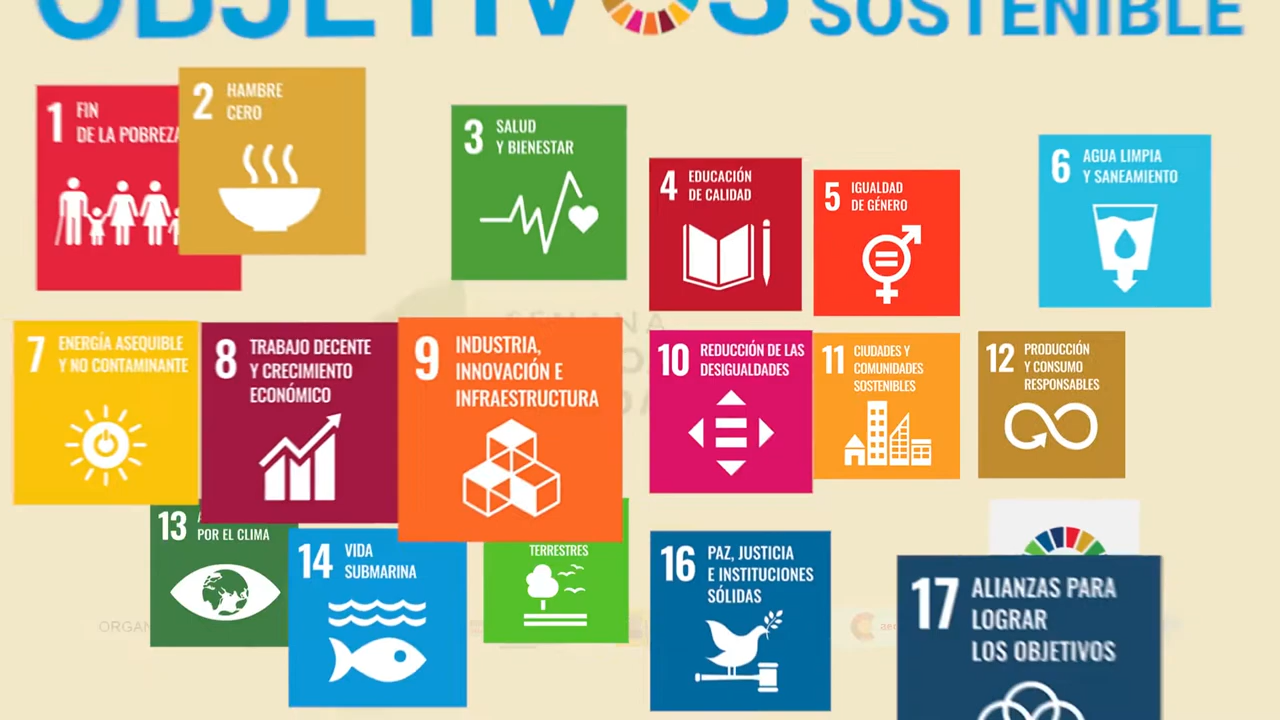 OBJETIVOS
SOSTENIBLE
1 FIN
DE LA POBREZA
2 HAMBRE
CERO
3 SALUD
Y BIENESTAR
4 EDUCACIÓN
DE CALIDAD
5 IGUALDAD
DE GÉNERO
6 AGUA LIMPIA
Y SANEAMIENTO
7 ENERGÍA ASEQUIBLE
Y NO CONTAMINANTE
8 TRABAJO DECENTE
Y CRECIMIENTO
ECONÓMICO
9 INDUSTRIA,
INNOVACIÓN E
INFRAESTRUCTURA
10 REDUCCIÓN DE LAS
DESIGUALDADES
11 CIUDADES Y
COMUNIDADES
SOSTENIBLES
12 PRODUCCIÓN
Y CONSUMO
RESPONSABLES
13
POR EL CLIMA
14 VIDA
SUBMARINA
TERRESTRES
16 PAZ, JUSTICIA
E INSTITUCIONES
SÓLIDAS
17 ALIANZAS PARA
LOGRAR
LOS OBJETIVOS